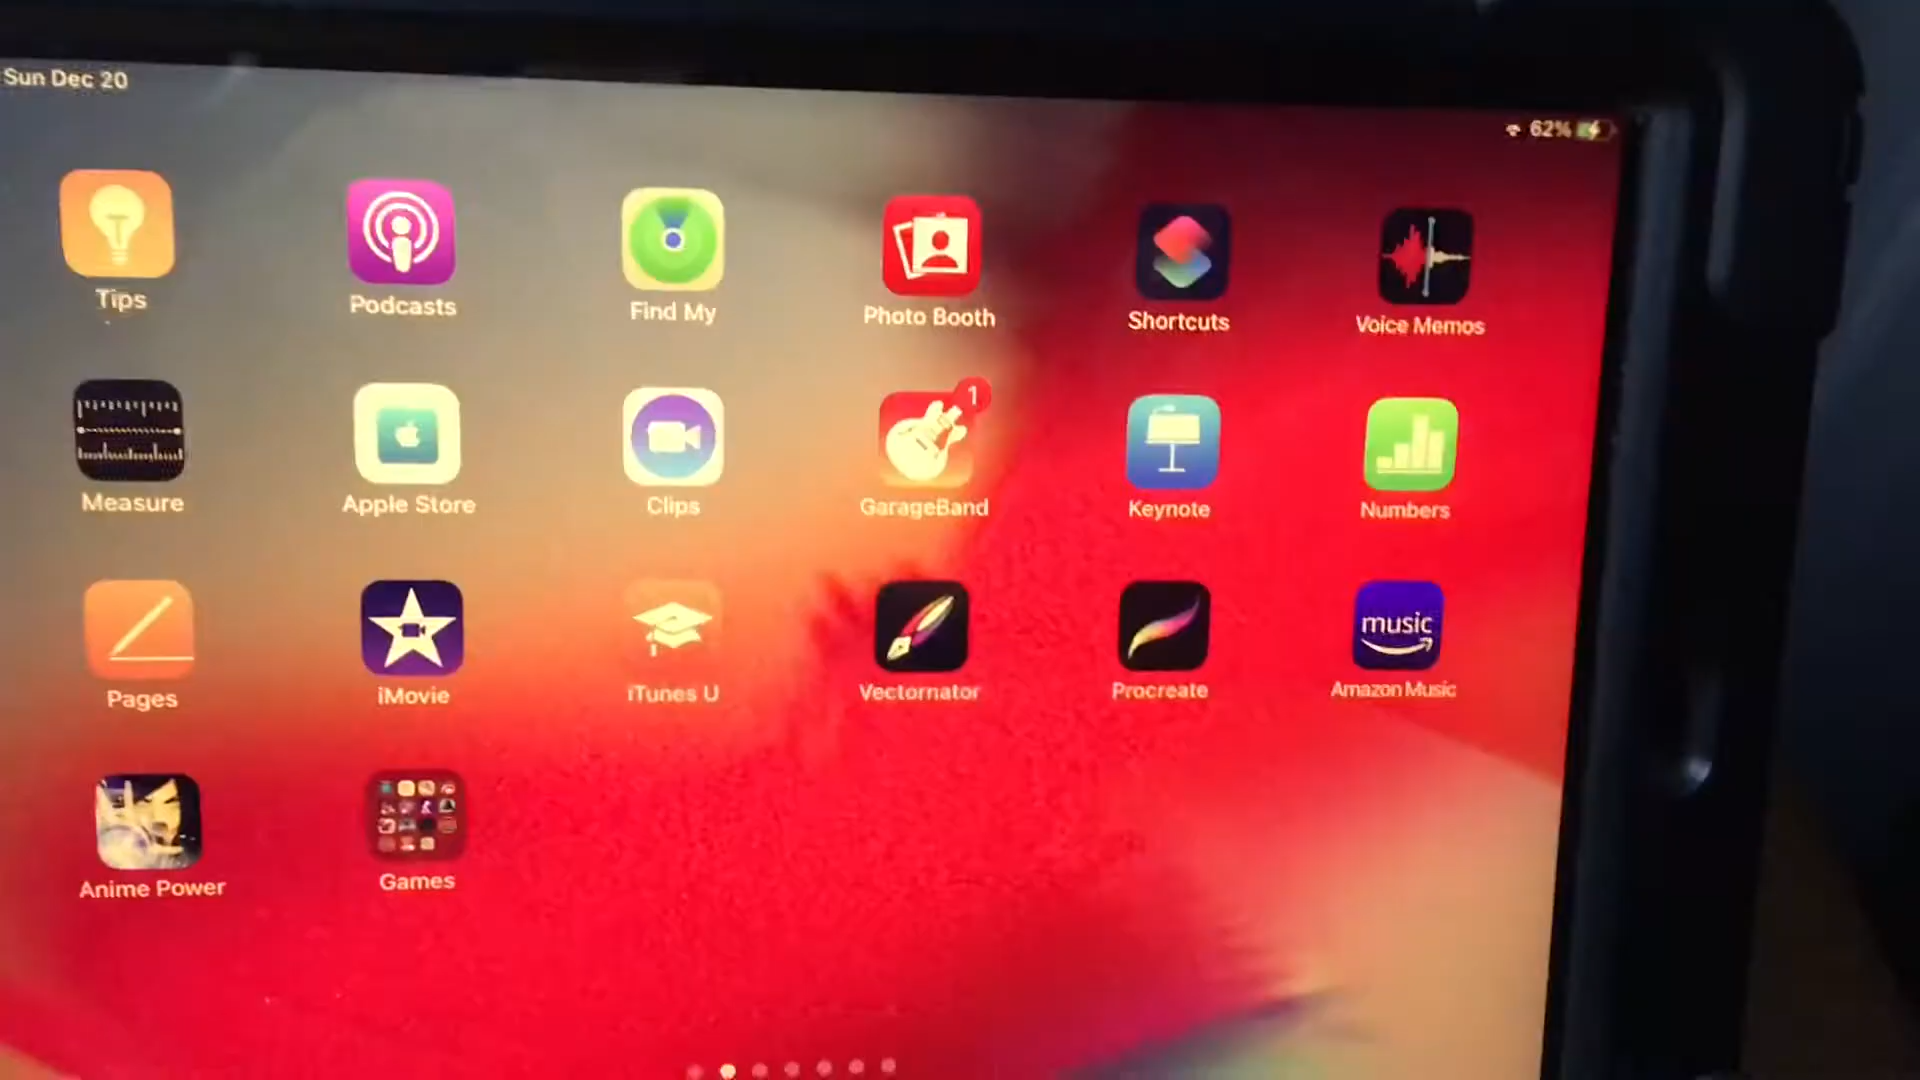 Sun Dec 20
62%
Tips
Podcasts
Find My
Photo Booth
Shortcuts
Voice Memos
Measure
Apple Store
Clips
1
GarageBand
Keynote
Numbers
Pages
iMovie
iTunes U
Vectornator
Procreate
music
Amazon Music
Anime Power
Games